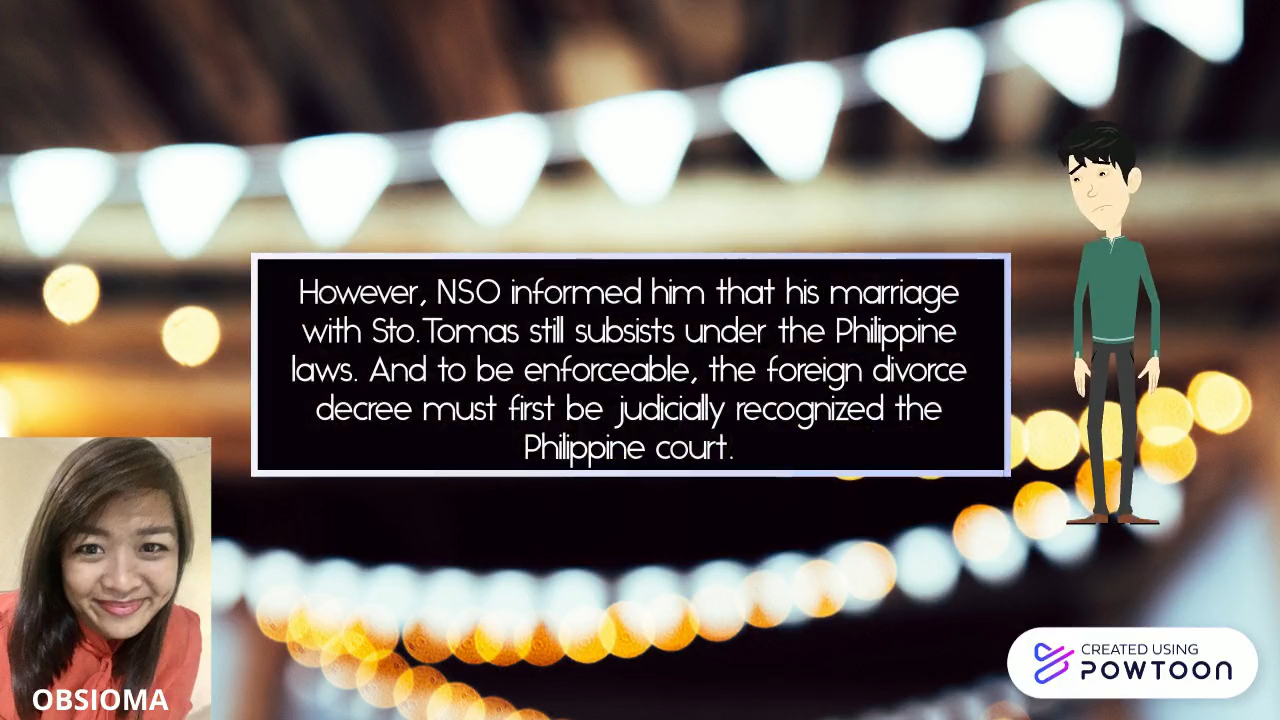 However, NSO informed him that his marriage
with Sto.Tomas still subsists under the Philippine
laws. And to be enforceable, the foreign divorce
decree must first be judicially recognized the
Philippine court.
OBSIOMA
CREATED USING
POWTOON